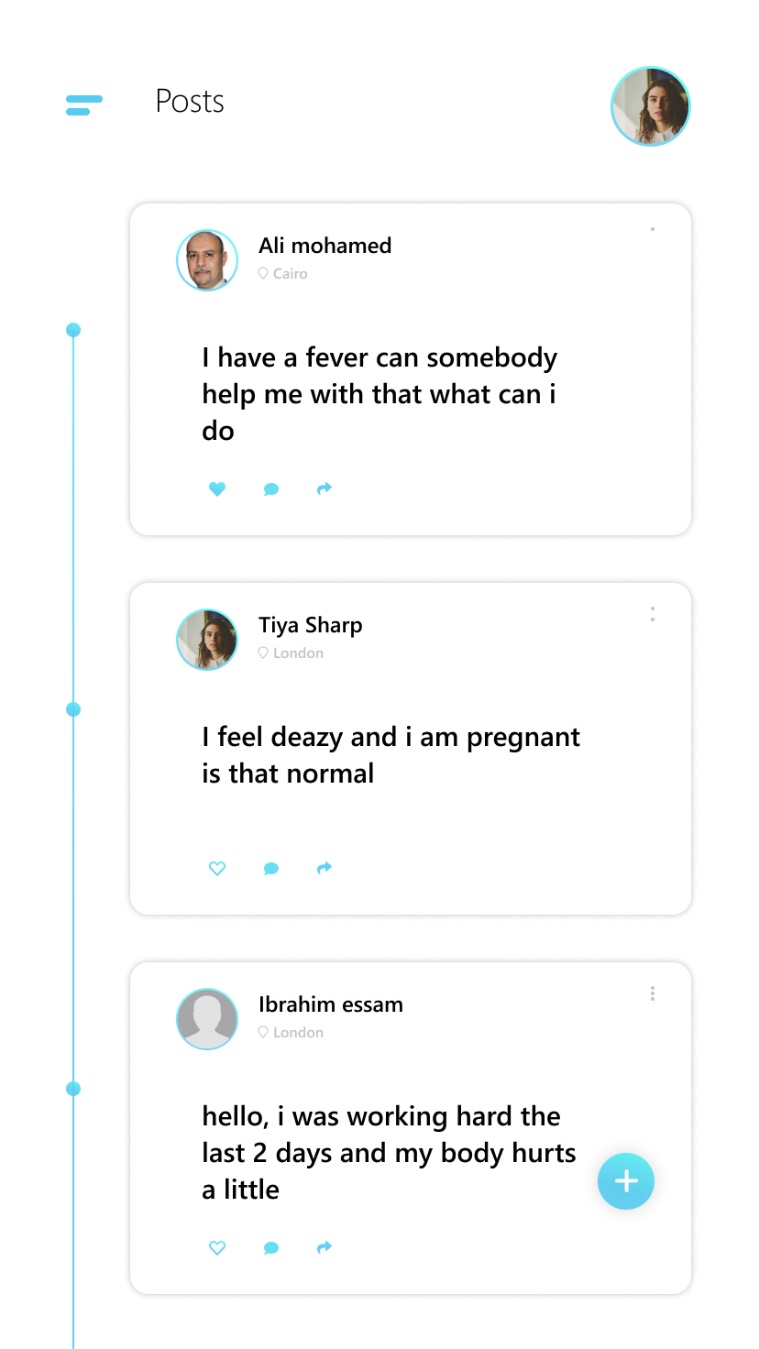 Posts
Ali mohamed
Cairo
I have a fever can somebody
help me with that what can i
do
Tiya Sharp
London
I feel deazy and i am pregnant
is that normal
Ibrahim essam
London
hello, i was working hard the
last 2 days and my body hurts
a little